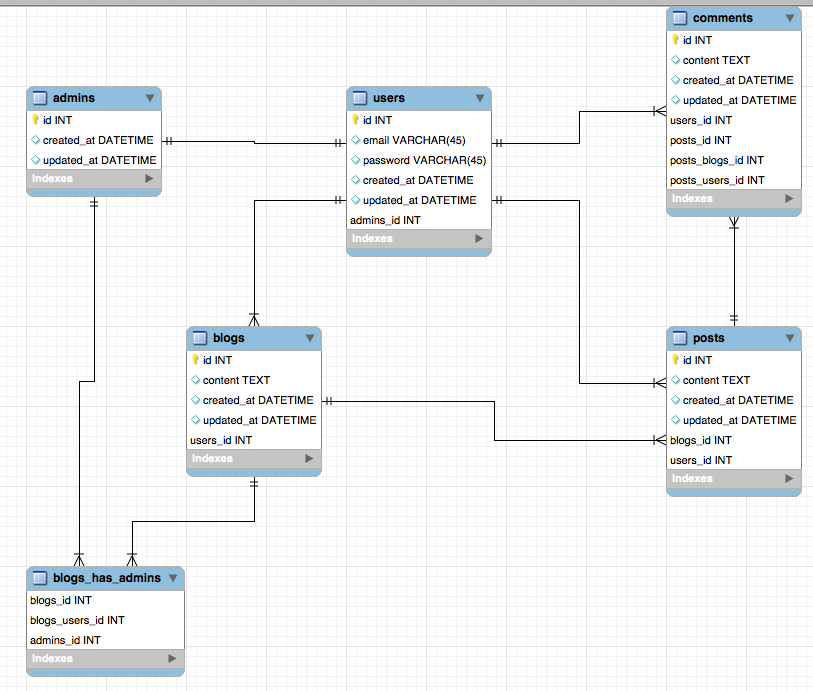 comments
id INT
content TEXT
created_at DATETIME
updated_at DATETIME
users_id INT
posts_id INT
posts_blogs_id INT
posts_users_id INT
Indexes
admins
id INT
created_at DATETIME
updated_at DATETIME
Indexes
users
id INT
email VARCHAR(45)
password VARCHAR(45)
created_at DATETIME
updated_at DATETIME
admins_id INT
Indexes
blogs
id INT
content TEXT
created_at DATETIME
updated_at DATETIME
users_id INT
Indexes
posts
id INT
content TEXT
created_at DATETIME
updated_at DATETIME
blogs_id INT
users_id INT
Indexes
blogs_has_admins
blogs_id INT
blogs_users_id INT
admins_id INT
Indexes